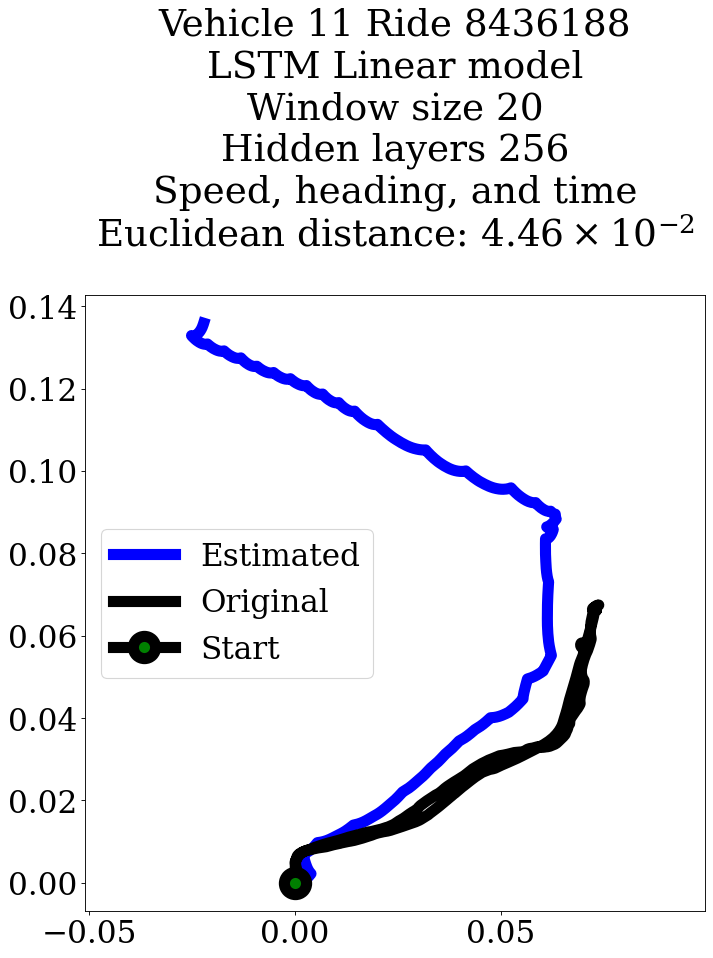 Vehicle 11 Ride 8436188
LSTM Linear model
Window size 20
Hidden layers 256
Speed, heading, and time
Euclidean distance: 4.46 × 10⁻²
0.14
0.12
0.10
0.08
0.06
0.04
0.02
0.00
Estimated
Original
Start
−0.05
0.00
0.05